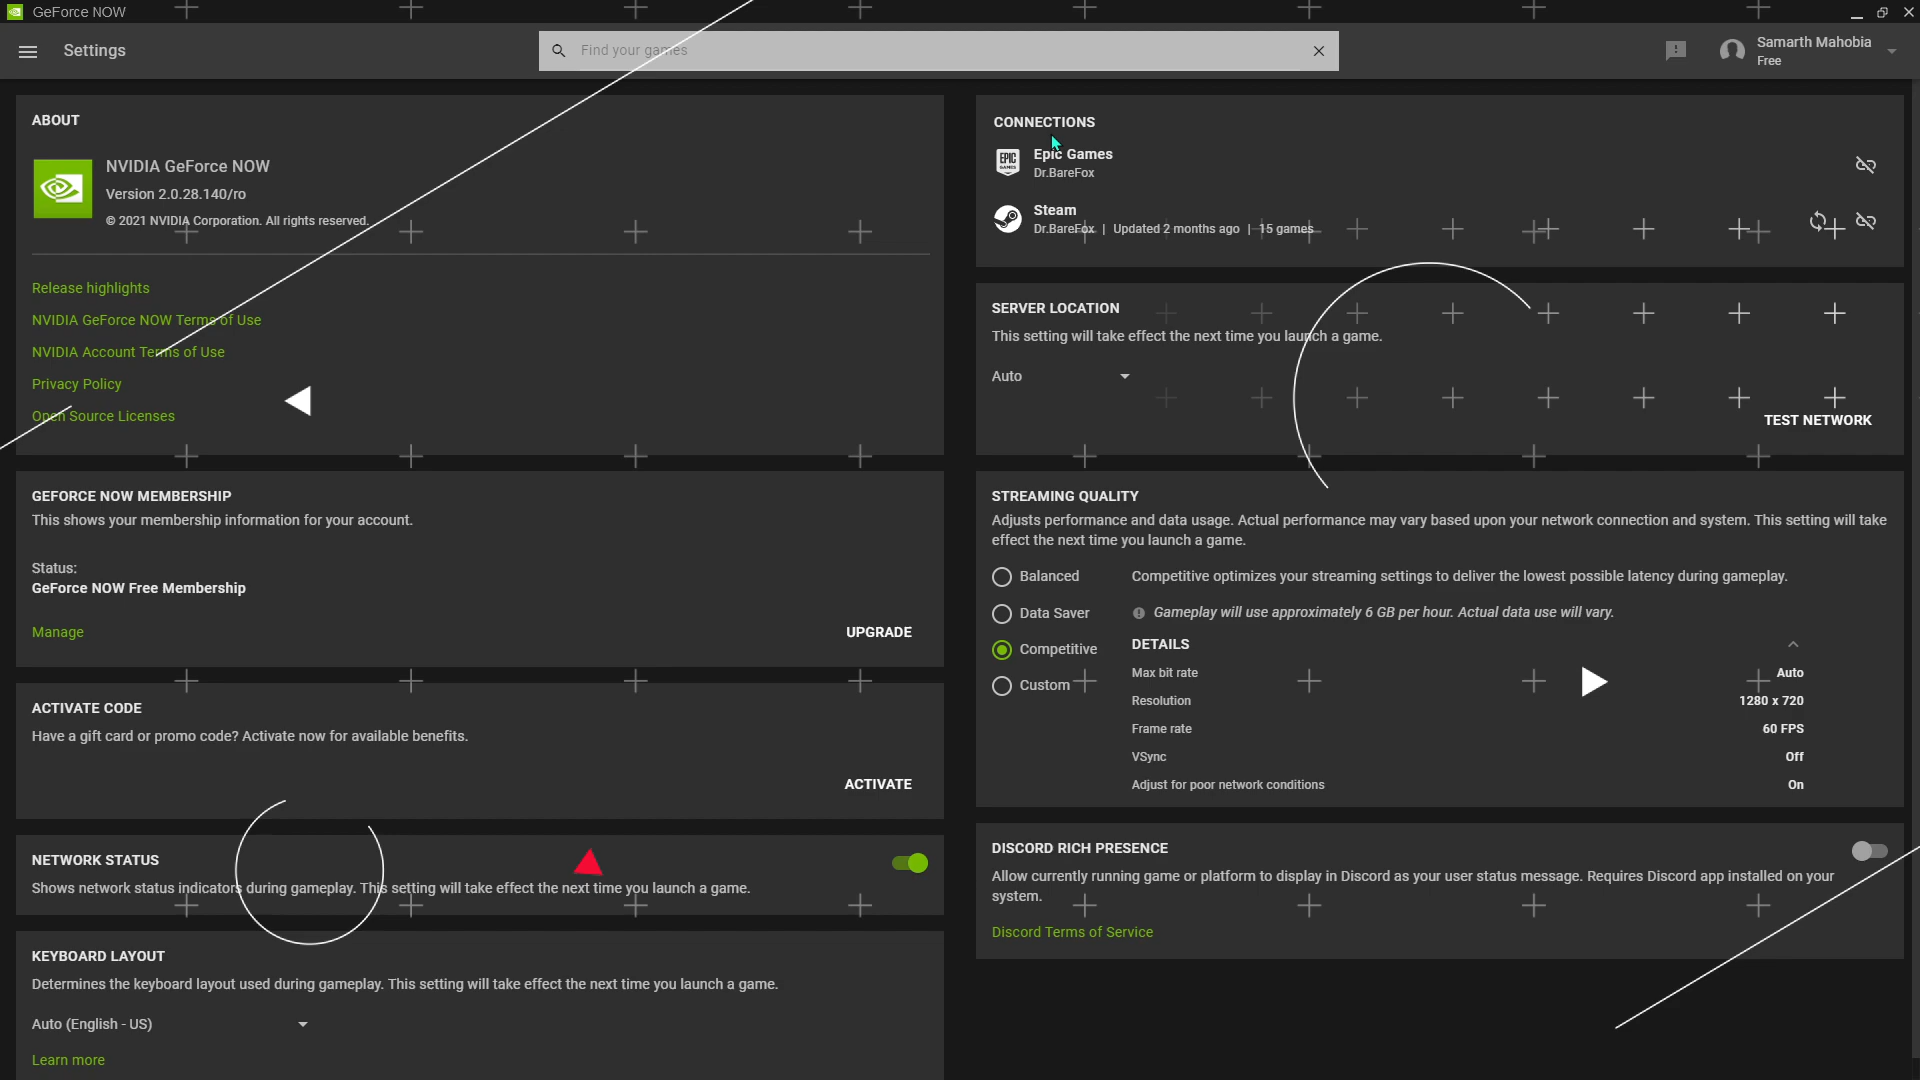 GeForce NOW
Settings
Find your games
Samarth Mahobia
Free
ABOUT
NVIDIA GeForce NOW
Version 2.0.28.140/ro
© 2021 NVIDIA Corporation. All rights reserved.
Release highlights
NVIDIA GeForce NOW Terms of Use
NVIDIA Account Terms of Use
Privacy Policy
Open Source Licenses
GEFORCE NOW MEMBERSHIP
This shows your membership information for your account.
Status:
GeForce NOW Free Membership
Manage
UPGRADE
ACTIVATE CODE
Have a gift card or promo code? Activate now for available benefits.
ACTIVATE
NETWORK STATUS
Shows network status indicators during gameplay. This setting will take effect the next time you launch a game.
KEYBOARD LAYOUT
Determines the keyboard layout used during gameplay. This setting will take effect the next time you launch a game.
Auto (English - US)
Learn more
CONNECTIONS
EPIC
GAMES
Epic Games
Dr.BareFox
Steam
Dr.BareFox | Updated 2 months ago | 15 games
SERVER LOCATION
This setting will take effect the next time you launch a game.
Auto
TEST NETWORK
STREAMING QUALITY
Adjusts performance and data usage. Actual performance may vary based upon your network connection and system. This setting will take
effect the next time you launch a game.
Balanced
Data Saver
Competitive
Custom
Competitive optimizes your streaming settings to deliver the lowest possible latency during gameplay.
Gameplay will use approximately 6 GB per hour. Actual data use will vary.
DETAILS
Max bit rate Auto
Resolution 1280 x 720
Frame rate 60 FPS
VSync Off
Adjust for poor network conditions On
DISCORD RICH PRESENCE
Allow currently running game or platform to display in Discord as your user status message. Requires Discord app installed on your
system.
Discord Terms of Service